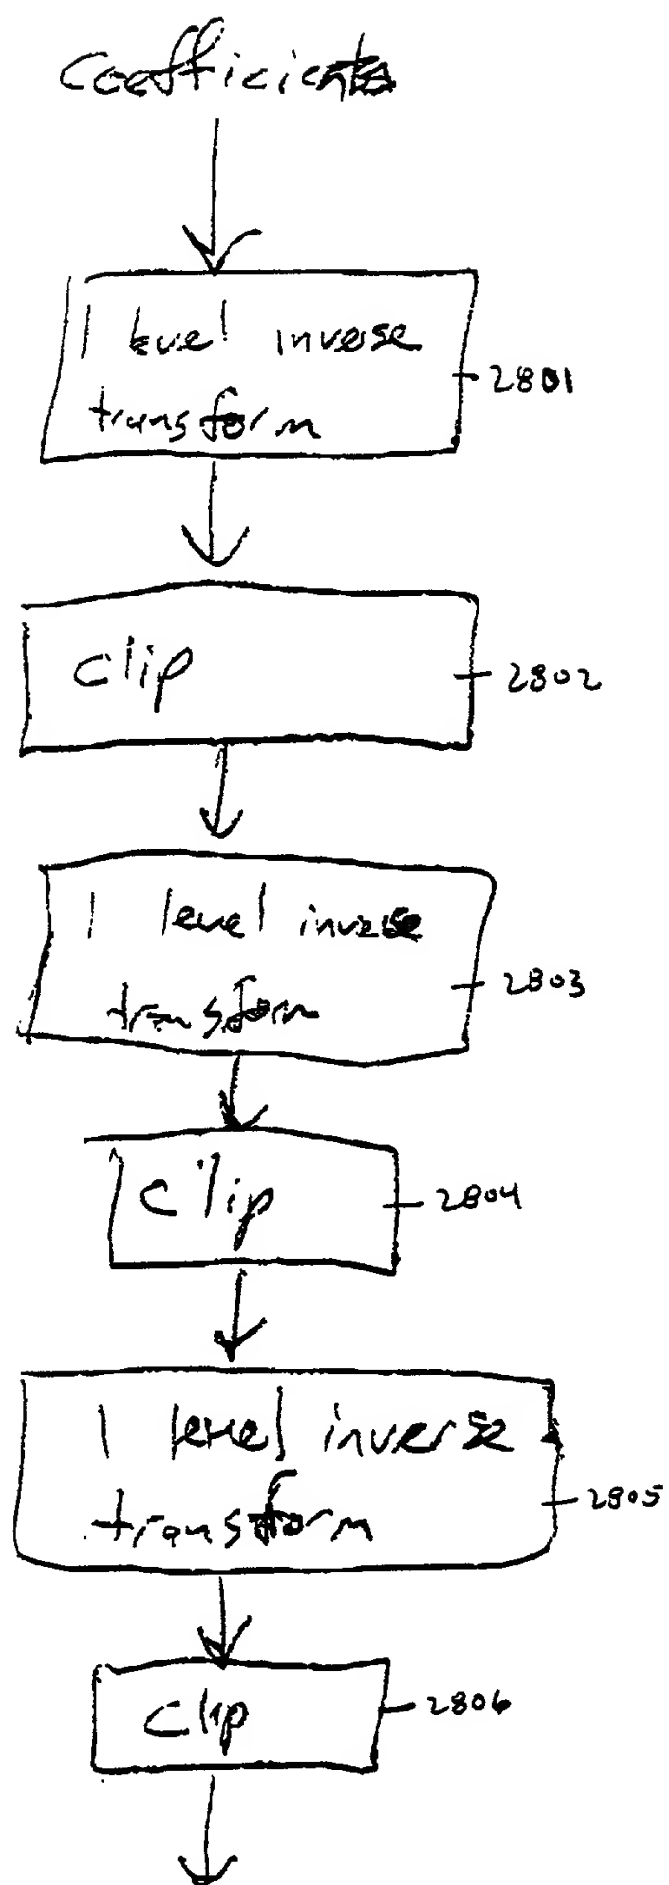 Coefficients
1 level inverse
transform
2801
clip
2802
1 level inverse
transform
2803
clip
2804
1 level inverse
transform
2805
clip
2806